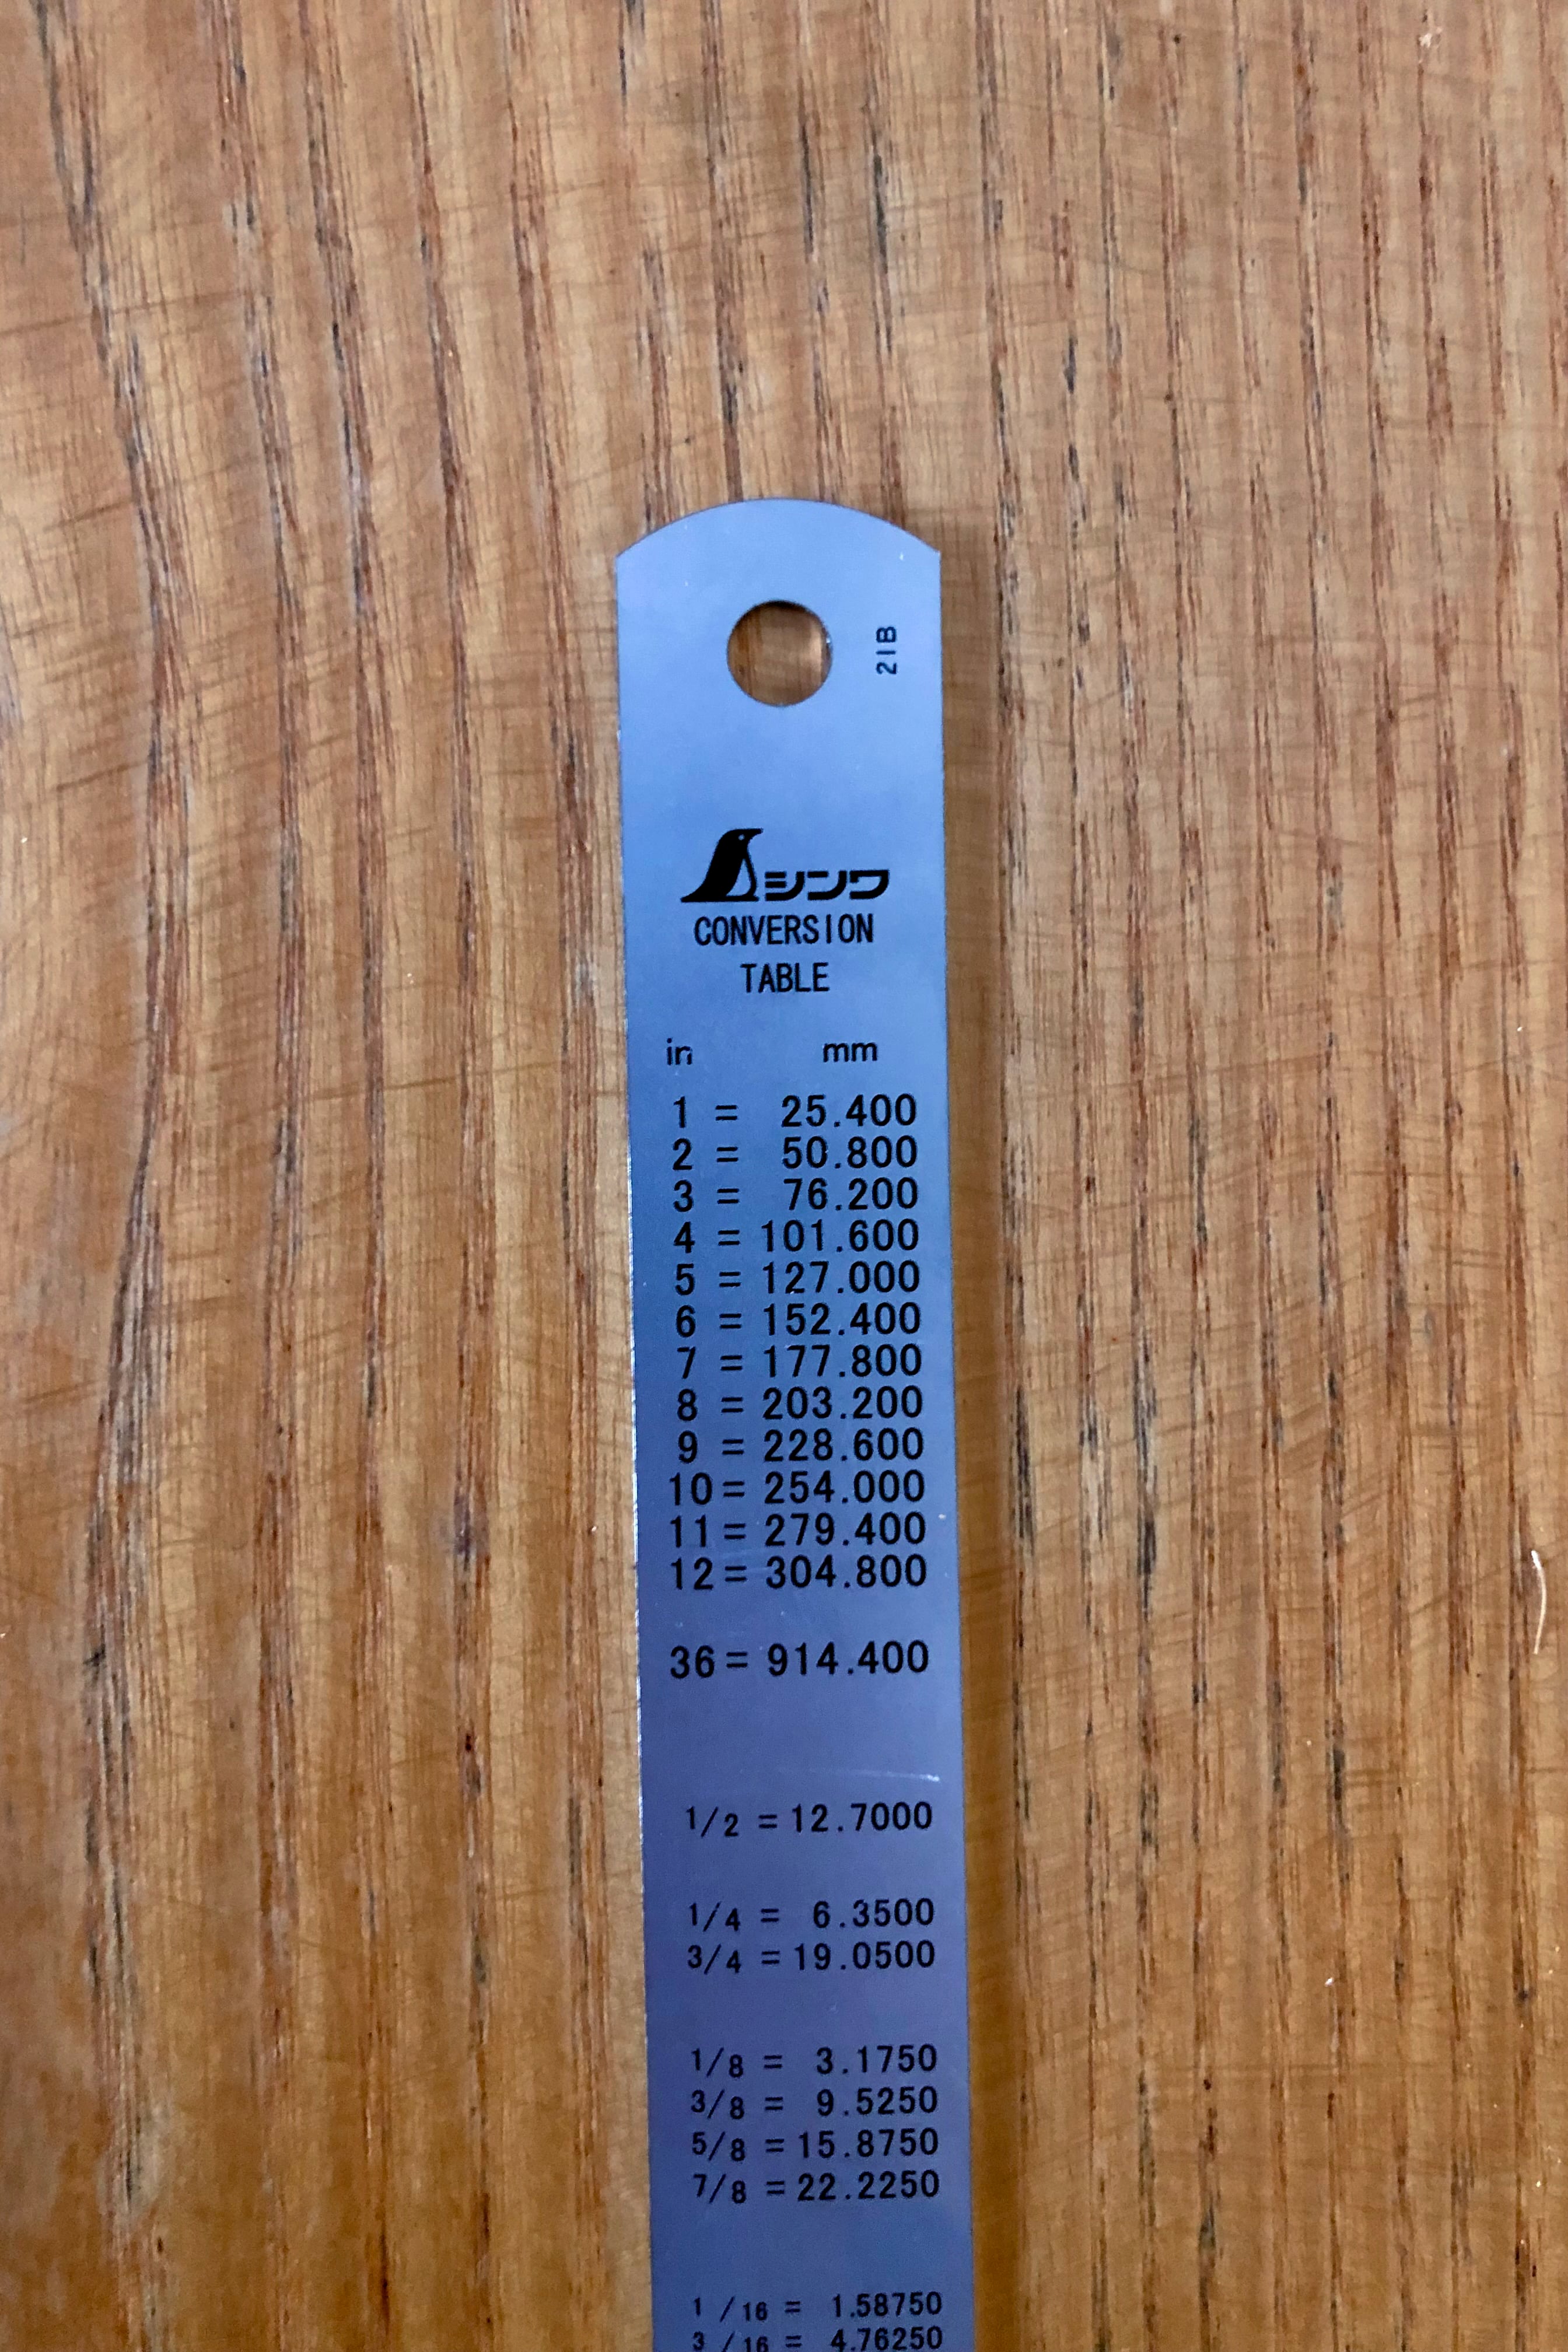 21B
シンワ
CONVERSION
TABLE
in mm
1 = 25.400
2 = 50.800
3 = 76.200
4 = 101.600
5 = 127.000
6 = 152.400
7 = 177.800
8 = 203.200
9 = 228.600
10 = 254.000
11 = 279.400
12 = 304.800
36 = 914.400
1/2 = 12.7000
1/4 = 6.3500
3/4 = 19.0500
1/8 = 3.1750
3/8 = 9.5250
5/8 = 15.8750
7/8 = 22.2250
1/16 = 1.58750
3/16 = 4.76250